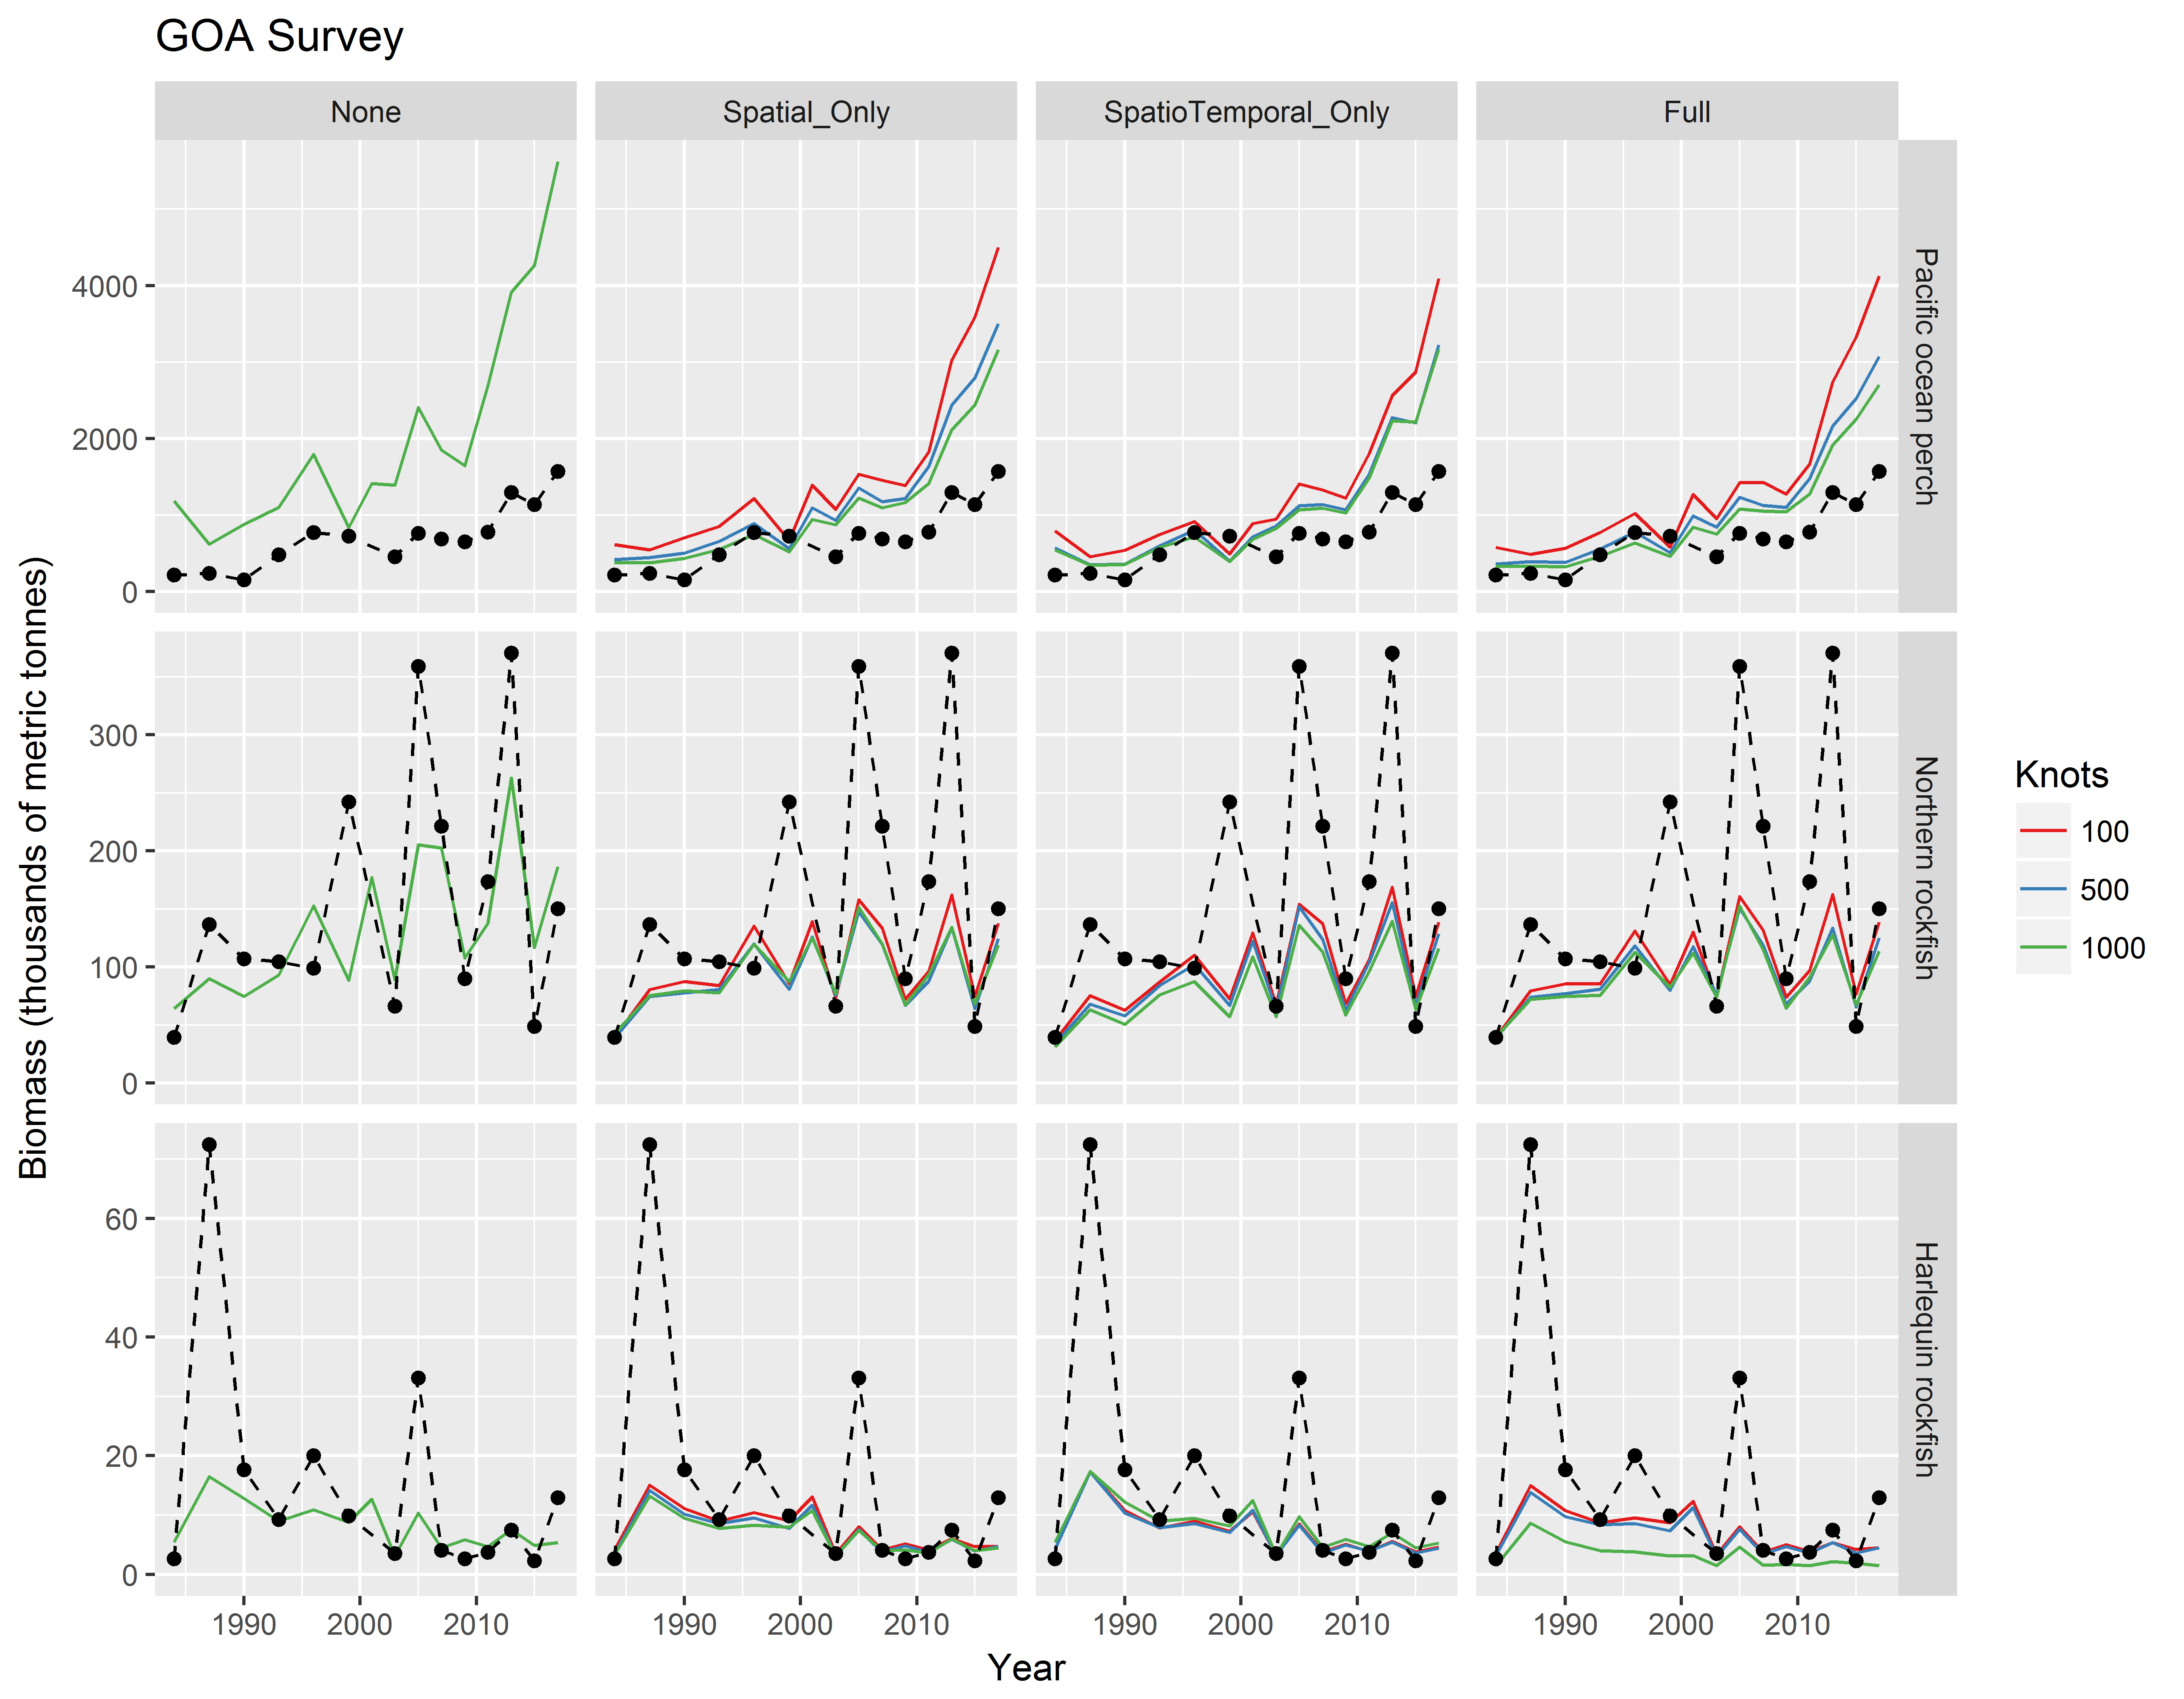 GOA Survey
None
Spatial_Only
SpatioTemporal_Only
Full
Biomass (thousands of metric tonnes)
4000
2000
0
Pacific ocean perch
300
200
100
0
Northern rockfish
60
40
20
0
Harlequin rockfish
1990 2000 2010
1990 2000 2010
1990 2000 2010
1990 2000 2010
Year
Knots
100
500
1000